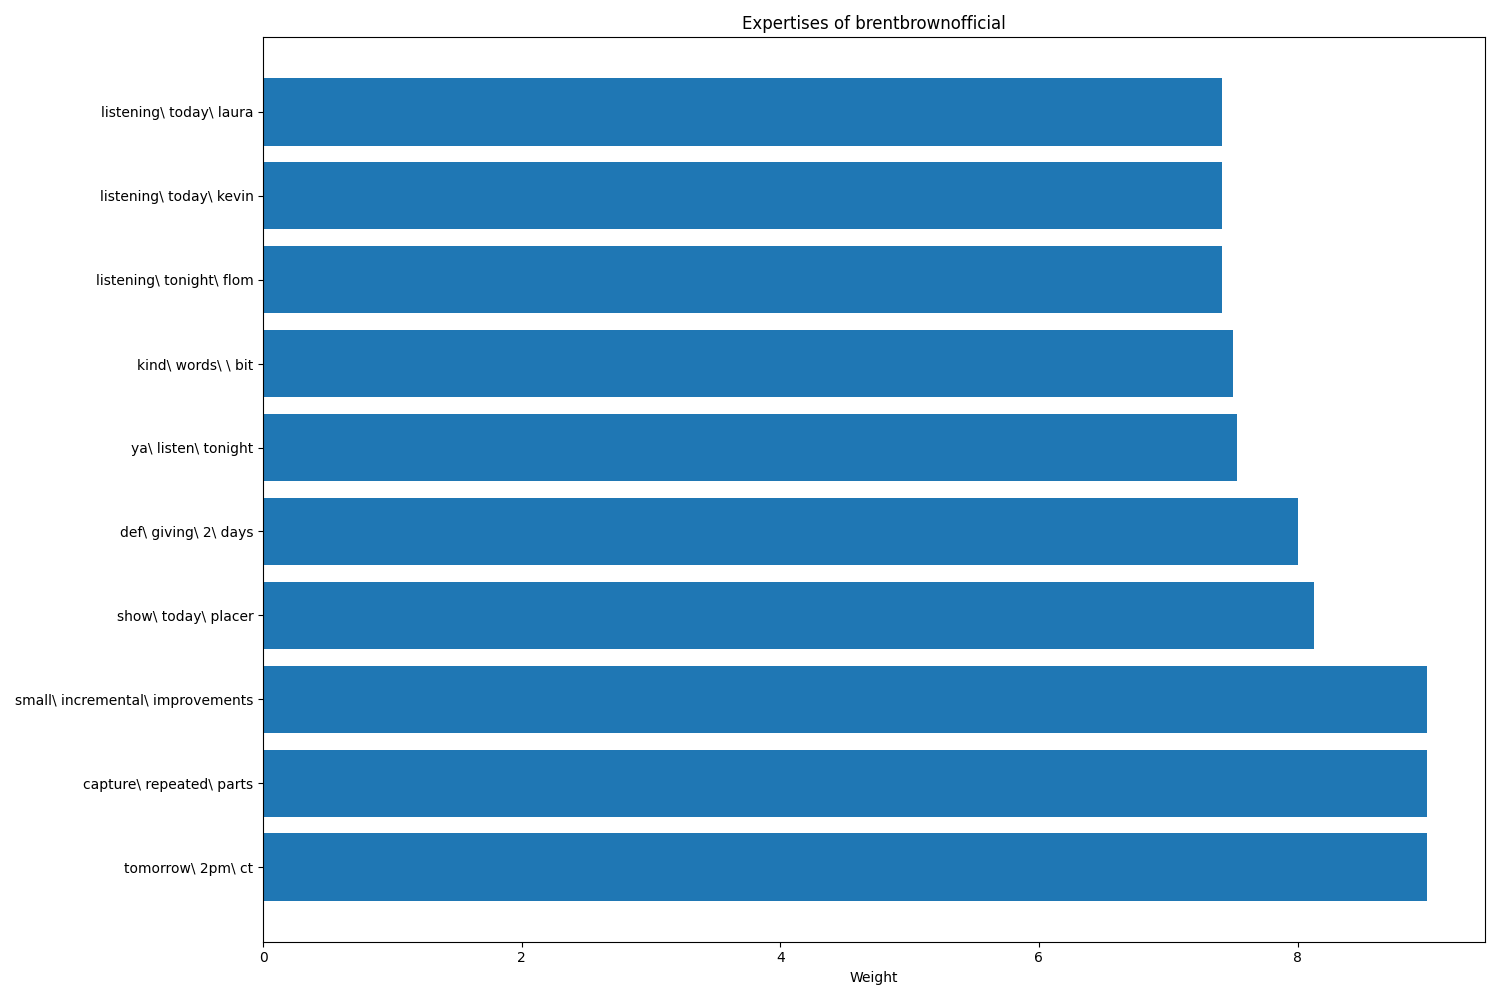 Expertises of brentbrownofficial
listening\ today\ laura
listening\ today\ kevin
listening\ tonight\ flom
kind\ words\ \ bit
ya\ listen\ tonight
def\ giving\ 2\ days
show\ today\ placer
small\ incremental\ improvements
capture\ repeated\ parts
tomorrow\ 2pm\ ct
0 2 4 6 8
Weight